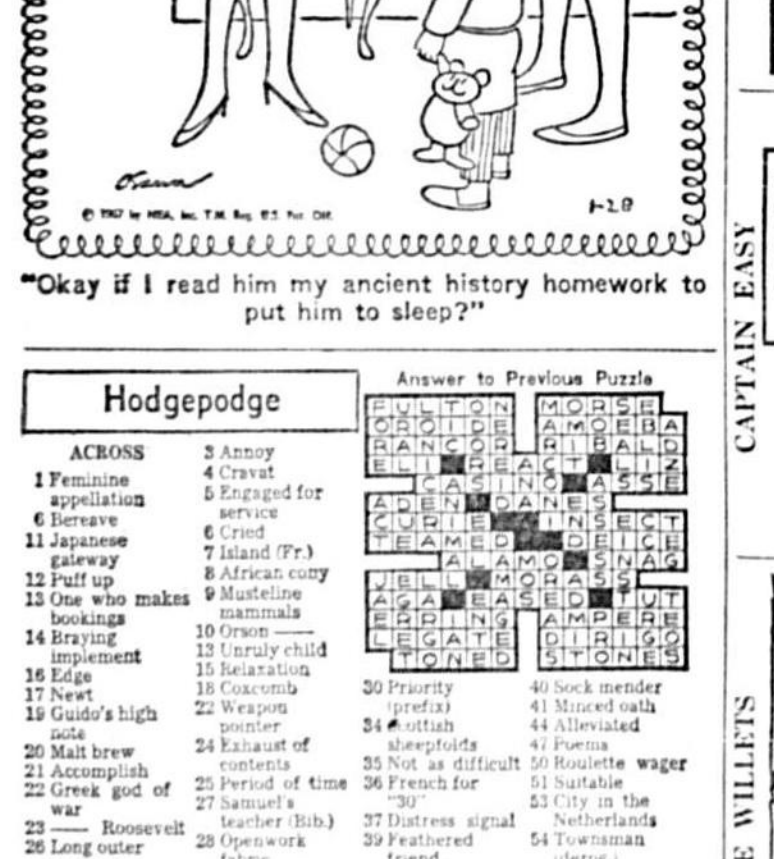 Osrin
© 1967 by NEA, Inc. T.M. Reg. U.S. Pat. Off.
1-28
"Okay if I read him my ancient history homework to
put him to sleep?"
CAPTAIN EASY
E WILLETS
Hodgepodge
ACROSS
1 Feminine
appellation
6 Bereave
11 Japanese
gateway
12 Puff up
13 One who makes
bookings
14 Braying
implement
16 Edge
17 Newt
19 Guido's high
note
20 Malt brew
21 Accomplish
22 Greek god of
war
23 —— Roosevelt
26 Long outer
3 Annoy
4 Cravat
5 Engaged for
service
6 Cried
7 Island (Fr.)
8 African cony
9 Musteline
mammals
10 Orson ——
13 Unruly child
15 Relaxation
18 Coxcomb
22 Weapon
pointer
24 Exhaust of
contents
25 Period of time
27 Samuel's
teacher (Bib.)
28 Openwork
fabric
Answer to Previous Puzzle
FULTON MORSE
OROIDE AMOEBA
RANCOR RIBALD
ELI REACT LIZ
CASINO ASSE
ADEN DANES
CURIE INSECT
TEAMED DEICE
ALAMO SNAG
JELL MORASS
AGA EASED TUT
ERRING AMPERE
LEGATE DIRIGO
TONED STONES
30 Priority
(prefix)
34 Scottish
sheepfolds
35 Not as difficult
36 French for
"30"
37 Distress signal
39 Feathered
friend
40 Sock mender
41 Minced oath
44 Alleviated
47 Poems
50 Roulette wager
51 Suitable
53 City in the
Netherlands
54 Townsman